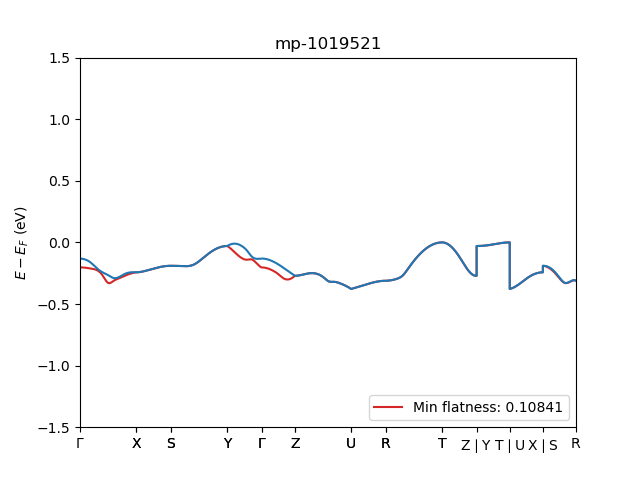 mp-1019521
E − E_F (eV)
1.5
1.0
0.5
0.0
−0.5
−1.0
−1.5
Min flatness: 0.10841
Γ X S Y Γ Z U R T Z | Y T | U X | S R